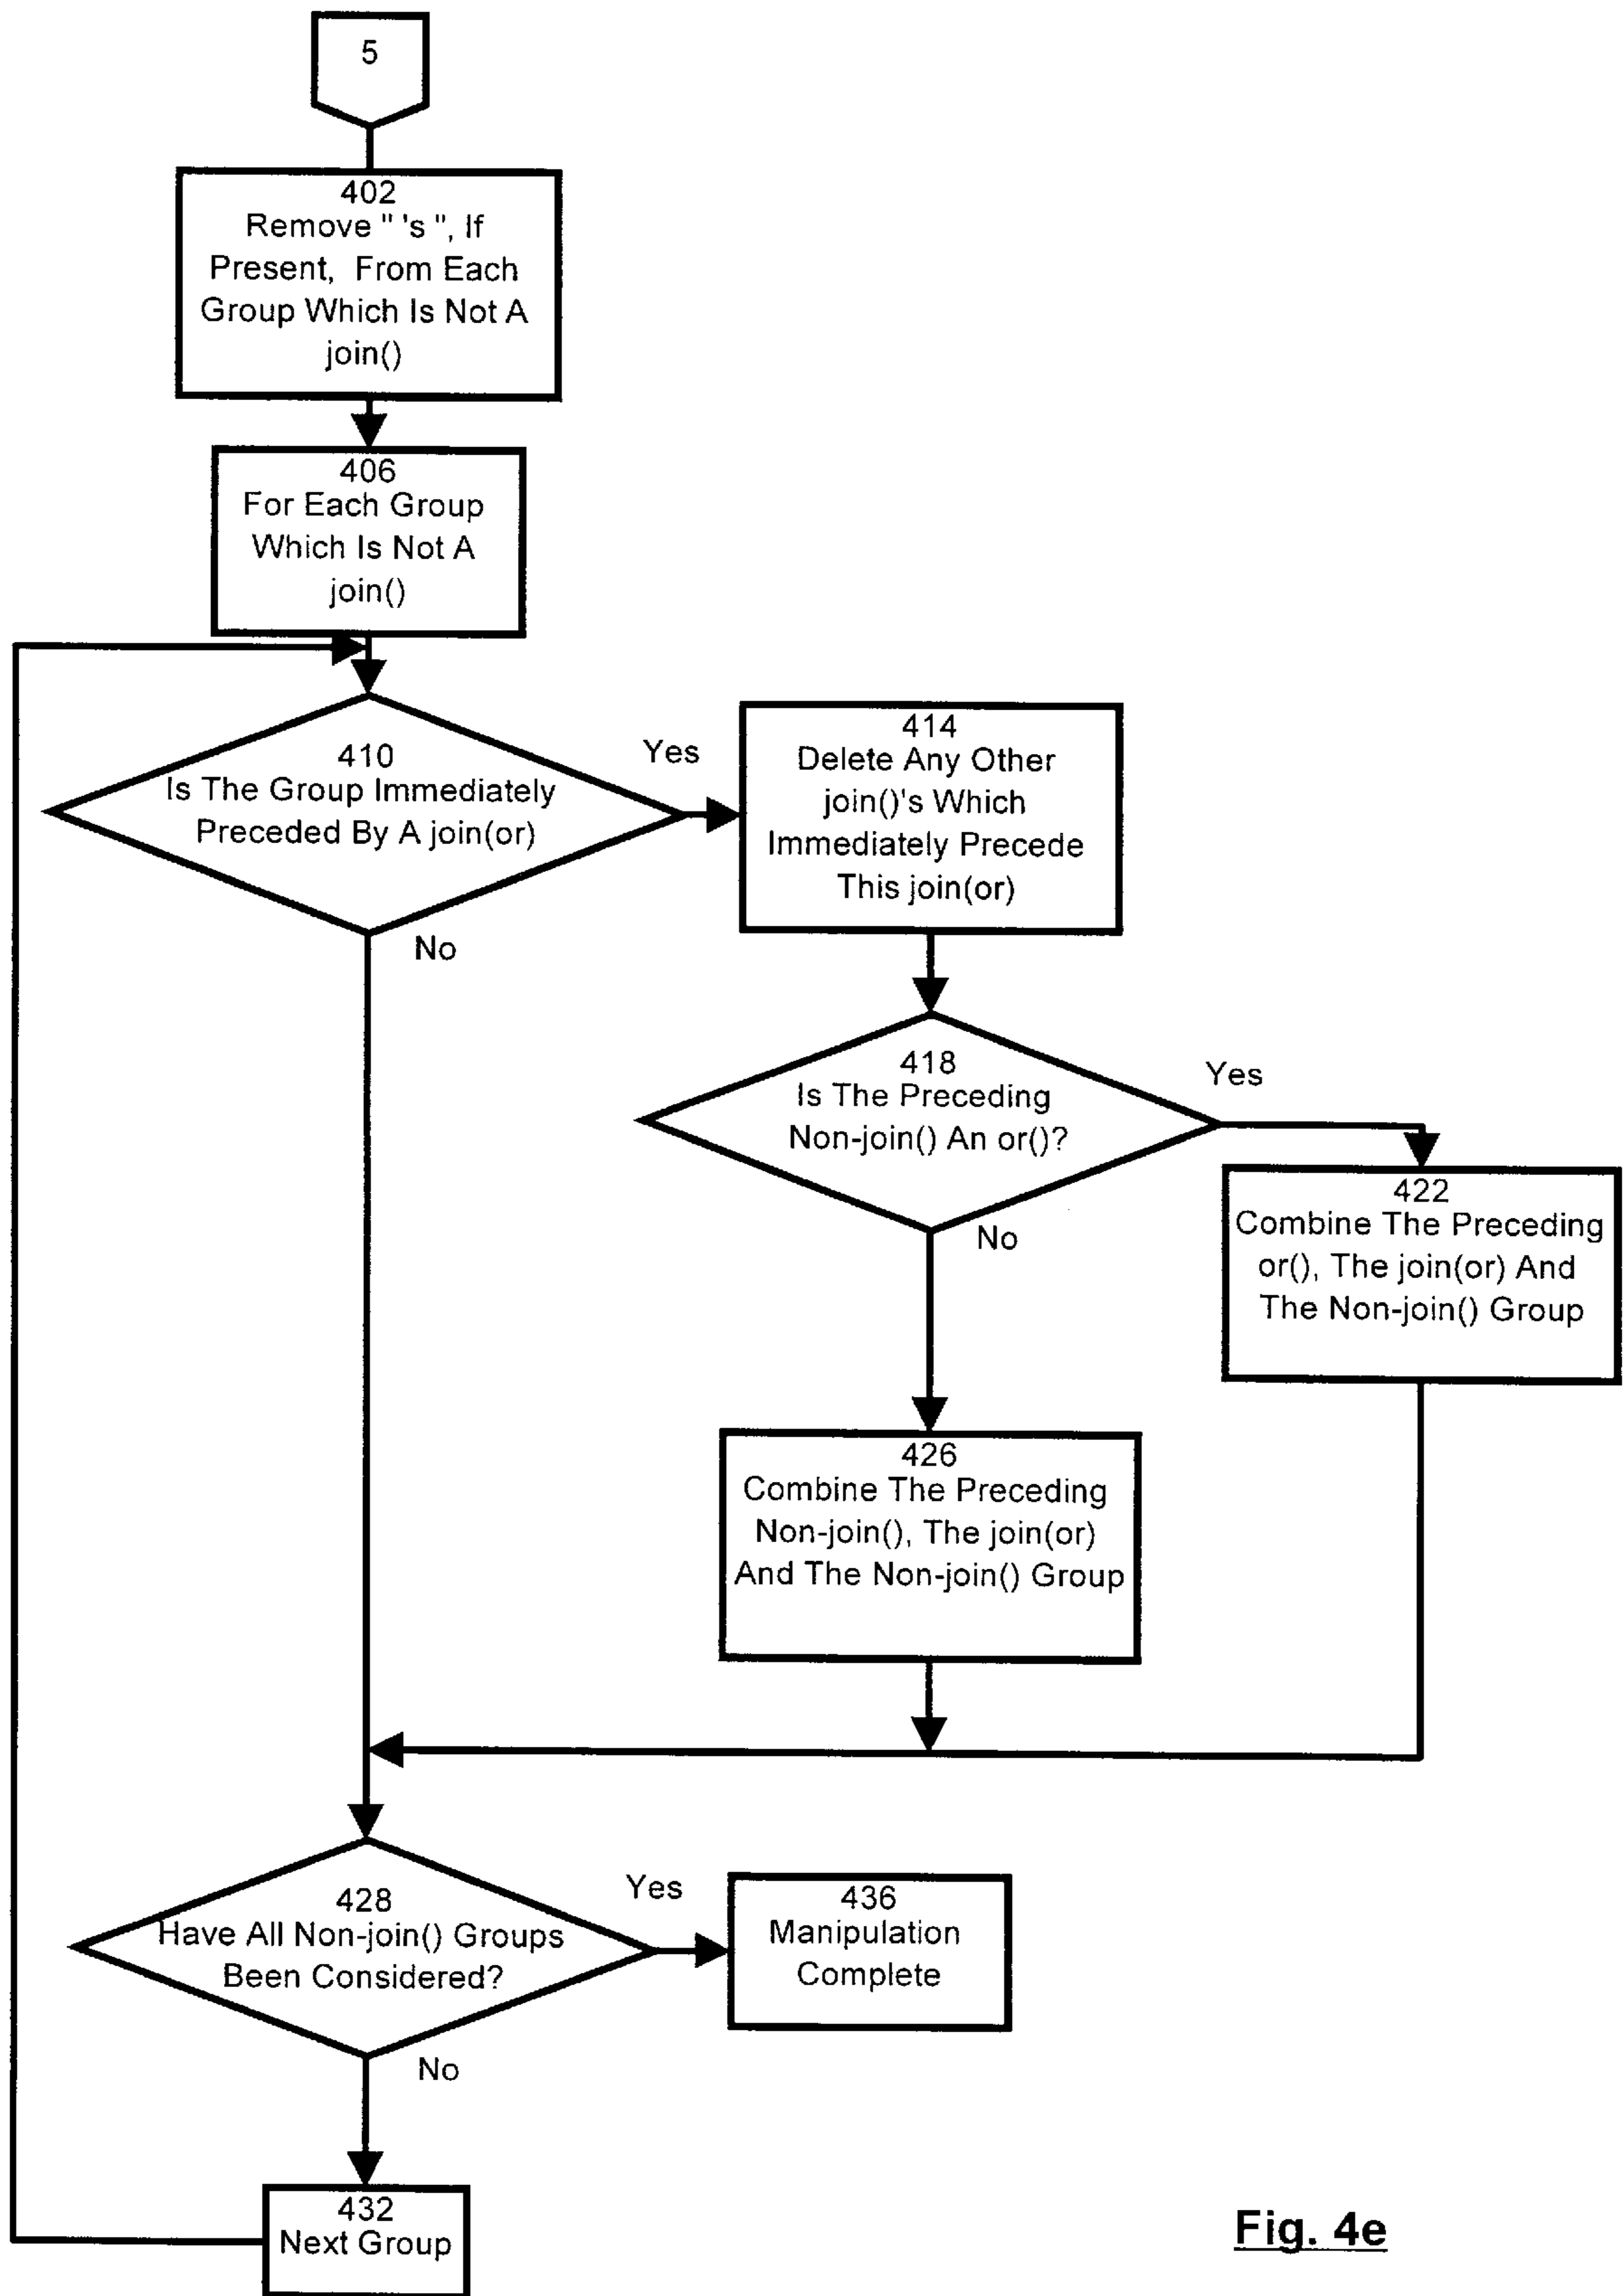 5
402
Remove " 's ", If
Present, From Each
Group Which Is Not A
join()
406
For Each Group
Which Is Not A
join()
410
Is The Group Immediately
Preceded By A join(or)
Yes
No
414
Delete Any Other
join()'s Which
Immediately Precede
This join(or)
418
Is The Preceding
Non-join() An or()?
Yes
No
422
Combine The Preceding
or(), The join(or) And
The Non-join() Group
426
Combine The Preceding
Non-join(), The join(or)
And The Non-join() Group
428
Have All Non-join() Groups
Been Considered?
Yes
No
436
Manipulation
Complete
432
Next Group
Fig. 4e